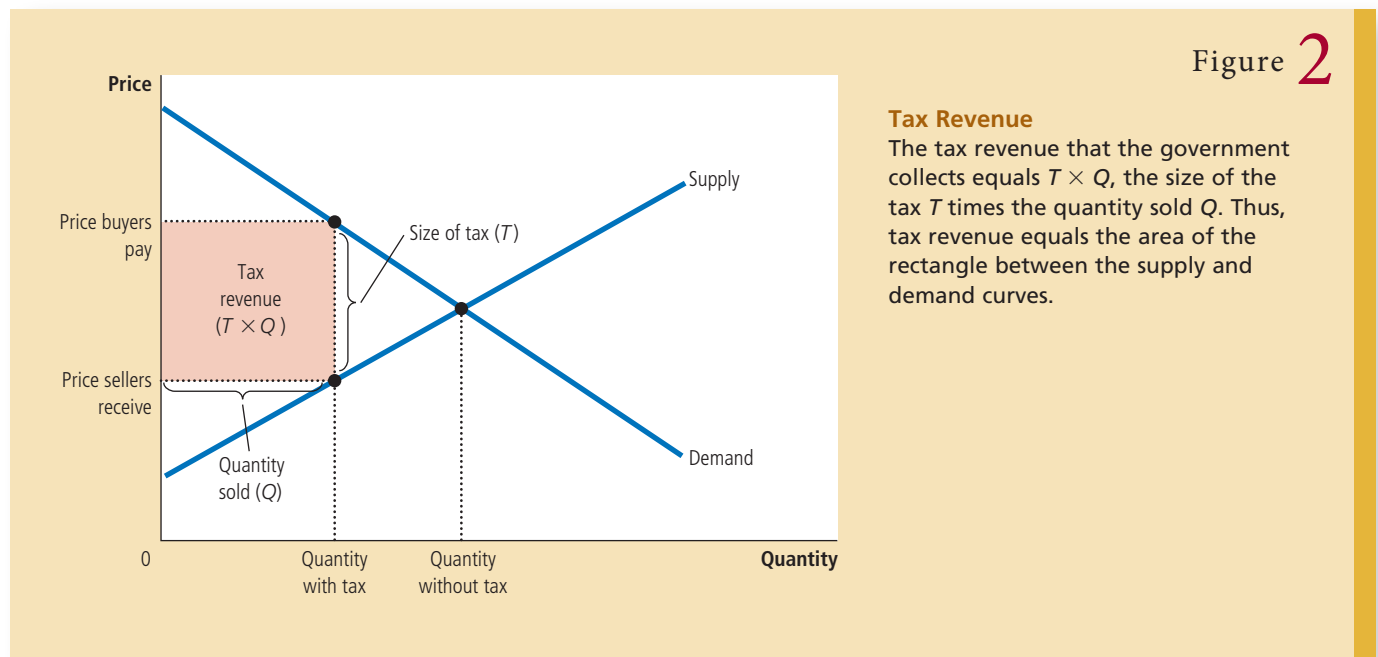 Figure 2
Tax Revenue
The tax revenue that the government
collects equals T × Q, the size of the
tax T times the quantity sold Q. Thus,
tax revenue equals the area of the
rectangle between the supply and
demand curves.
Price
Supply
Price buyers
pay
Size of tax (T)
Tax
revenue
(T × Q )
Price sellers
receive
Quantity
sold (Q)
Demand
0
Quantity
with tax
Quantity
without tax
Quantity